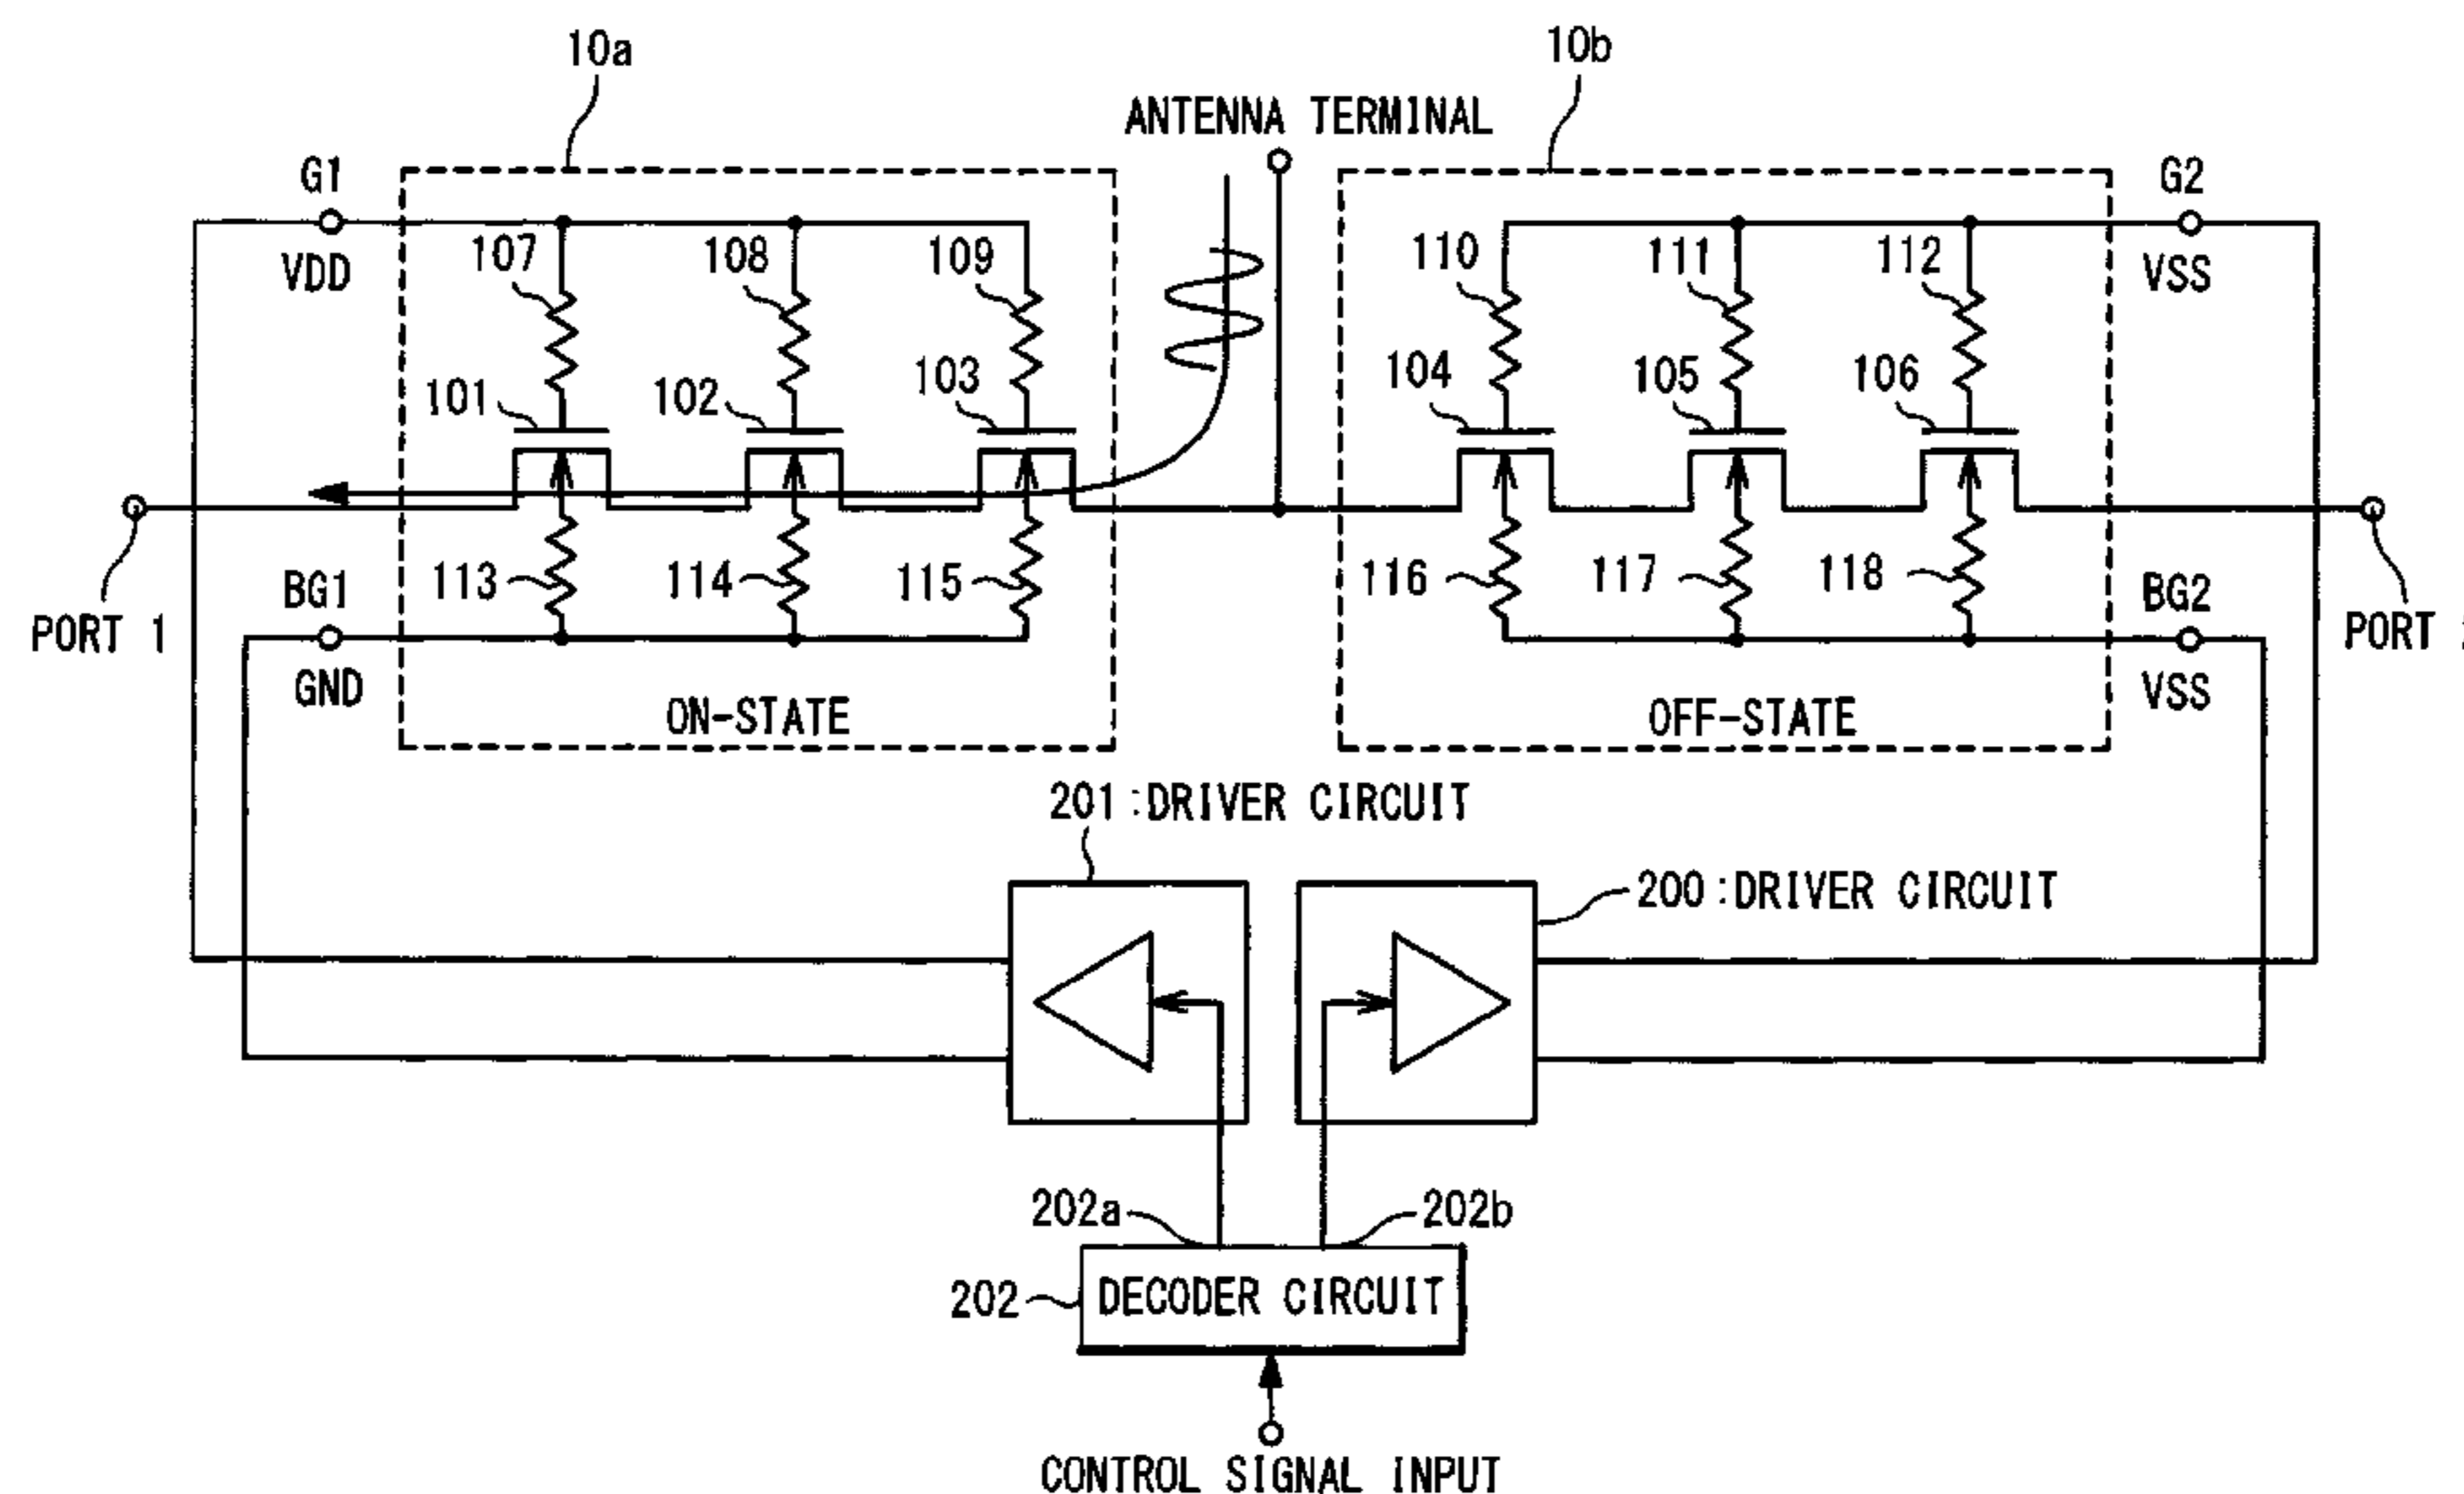 10a
10b
ANTENNA TERMINAL
G1
G2
VDD
VSS
107
108
109
110
111
112
101
102
103
104
105
106
BG1
113
114
115
116
117
118
BG2
PORT 1
PORT
GND
VSS
ON-STATE
OFF-STATE
201 : DRIVER CIRCUIT
200 : DRIVER CIRCUIT
202a
202b
202
DECODER CIRCUIT
CONTROL SIGNAL INPUT